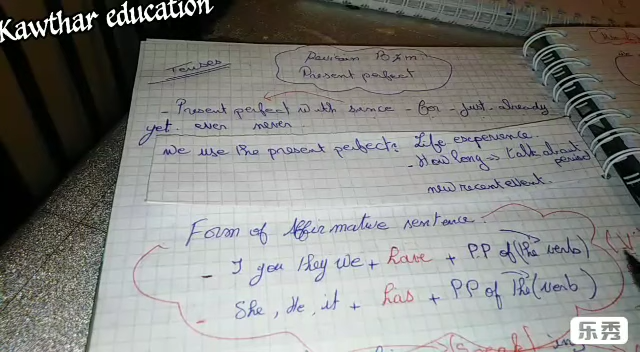 Kawthar education
Tenses
Present perfect
- Present perfect with since - for - just - already
yet. ever never.
We use the present perfect: Life experience.
- How long => talk about
period
new recent event.
Form of Affirmative sentence.
- I you they we + have + P.P of (the verb)
- She, He, it + has + P.P of the (verb)
乐秀